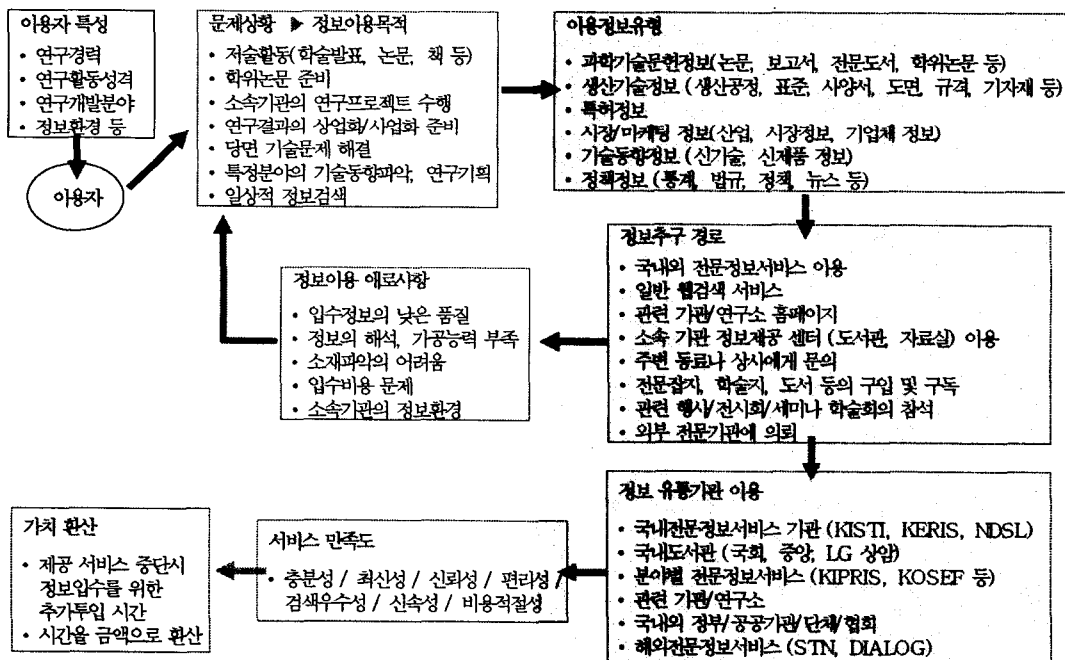 이용자 특성
• 연구경력
• 연구활동성격
• 연구개발분야
• 정보환경 등
이용자
문제상황 ▶ 정보이용목적
• 저술활동(학술발표, 논문, 책 등)
• 학위논문 준비
• 소속기관의 연구프로젝트 수행
• 연구결과의 상업화/사업화 준비
• 당면 기술문제 해결
• 특정분야의 기술동향파악, 연구기획
• 일상적 정보검색
이용정보유형
• 과학기술문헌정보(논문, 보고서, 전문도서, 학위논문 등)
• 생산기술정보 (생산공정, 표준, 사양서, 도면, 규격, 기자재 등)
• 특허정보
• 시장/마케팅 정보(산업, 시장정보, 기업체 정보)
• 기술동향정보 (신기술, 신제품 정보)
• 정책정보 (통계, 법규, 정책, 뉴스 등)
정보추구 경로
• 국내외 전문정보서비스 이용
• 일반 웹검색 서비스
• 관련 기관/연구소 홈페이지
• 소속 기관 정보제공 센터 (도서관, 자료실) 이용
• 주변 동료나 상사에게 문의
• 전문잡지, 학술지, 도서 등의 구입 및 구독
• 관련 행사/전시회/세미나 학술회의 참석
• 외부 전문기관에 의뢰
정보이용 애로사항
• 입수정보의 낮은 품질
• 정보의 해석, 가공능력 부족
• 소재파악의 어려움
• 입수비용 문제
• 소속기관의 정보환경
정보 유통기관 이용
• 국내전문정보서비스 기관 (KISTI, KERIS, NDSL)
• 국내도서관 (국회, 중앙, LG 상암)
• 분야별 전문정보서비스 (KIPRIS, KOSEF 등)
• 관련 기관/연구소
• 국내외 정부/공공기관/단체/협회
• 해외전문정보서비스 (STN, DIALOG)
서비스 만족도
• 충분성 / 최신성 / 신뢰성 / 편리성 /
검색우수성 / 신속성 / 비용적절성
가치 환산
• 제공 서비스 중단시
정보입수를 위한
추가투입 시간
• 시간을 금액으로 환산